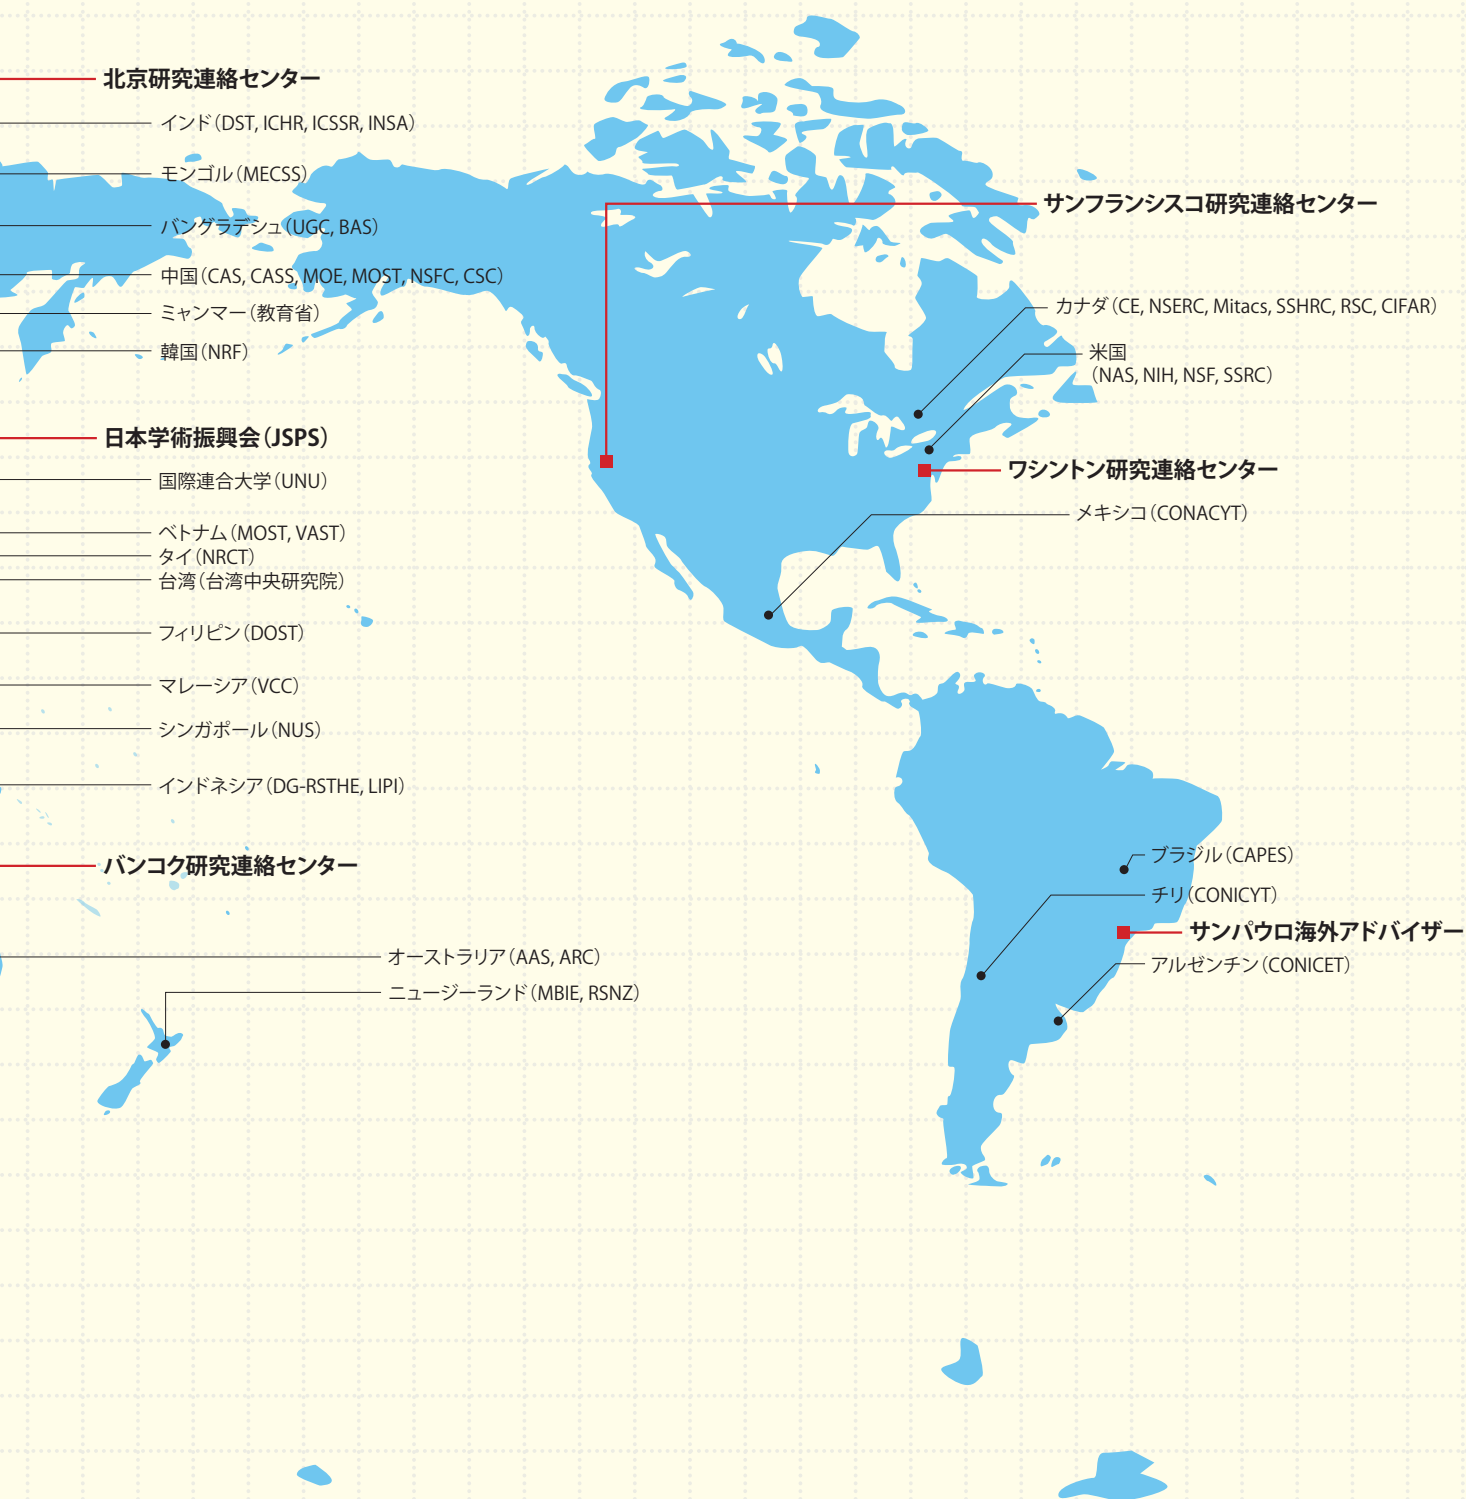 北京研究連絡センター
インド（DST, ICHR, ICSSR, INSA）
モンゴル（MECSS）
バングラデシュ（UGC, BAS）
中国（CAS, CASS, MOE, MOST, NSFC, CSC）
ミャンマー（教育省）
韓国（NRF）
日本学術振興会（JSPS）
国際連合大学（UNU）
ベトナム（MOST, VAST）
タイ（NRCT）
台湾（台湾中央研究院）
フィリピン（DOST）
マレーシア（VCC）
シンガポール（NUS）
インドネシア（DG-RSTHE, LIPI）
バンコク研究連絡センター
オーストラリア（AAS, ARC）
ニュージーランド（MBIE, RSNZ）
サンフランシスコ研究連絡センター
カナダ（CE, NSERC, Mitacs, SSHRC, RSC, CIFAR）
米国
（NAS, NIH, NSF, SSRC）
ワシントン研究連絡センター
メキシコ（CONACYT）
ブラジル（CAPES）
チリ（CONICYT）
サンパウロ海外アドバイザー
アルゼンチン（CONICET）